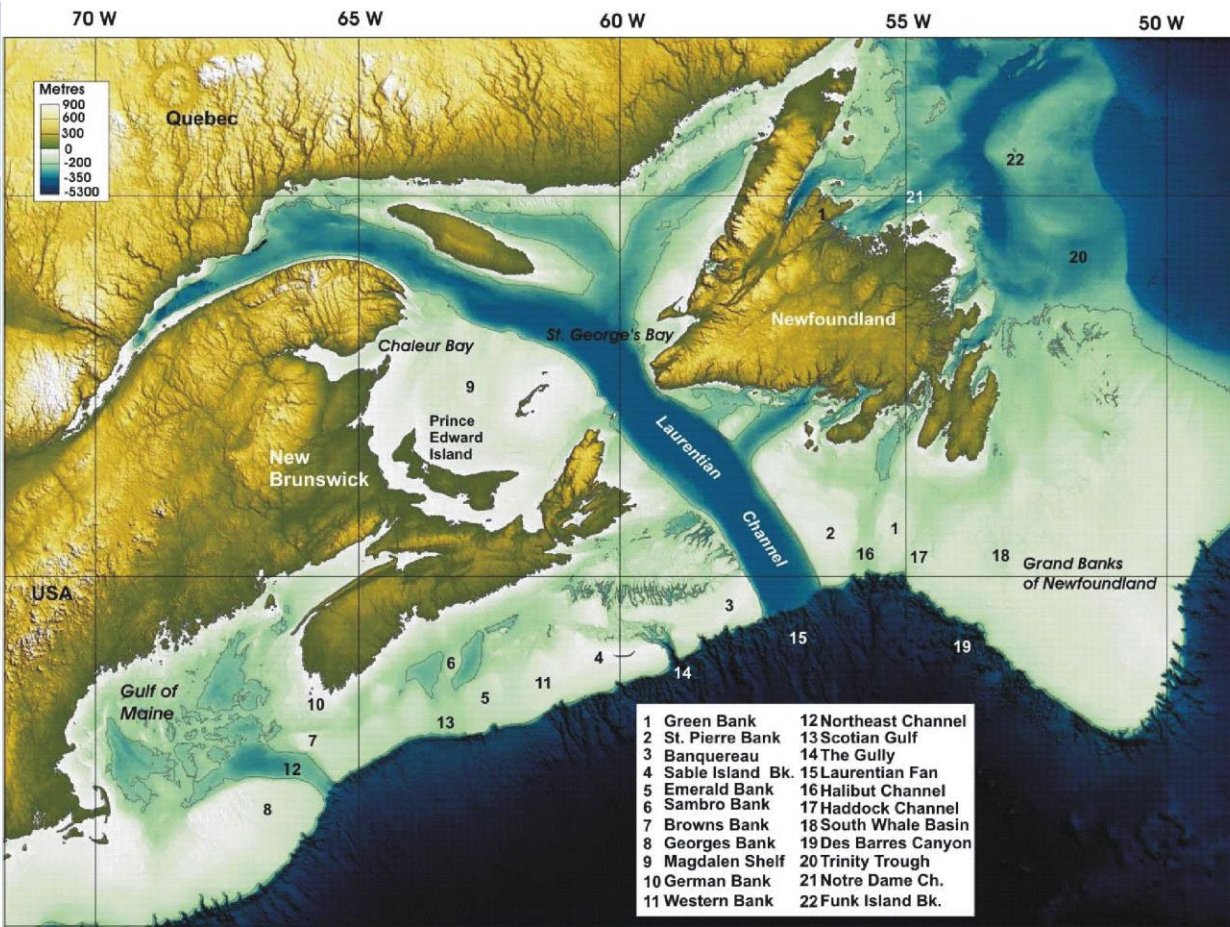 70 W
65 W
60 W
55 W
50 W
Metres
900
600
300
0
-200
-350
-5300
Quebec
22
21
1
20
Newfoundland
St. George's Bay
Chaleur Bay
9
Prince
Edward
Island
New
Brunswick
Laurentian
Channel
2
1
16
17
18
Grand Banks
of Newfoundland
USA
3
15
19
14
4
6
11
5
13
Gulf of
Maine
10
7
12
8
1 Green Bank
2 St. Pierre Bank
3 Banquereau
4 Sable Island Bk.
5 Emerald Bank
6 Sambro Bank
7 Browns Bank
8 Georges Bank
9 Magdalen Shelf
10 German Bank
11 Western Bank
12 Northeast Channel
13 Scotian Gulf
14 The Gully
15 Laurentian Fan
16 Halibut Channel
17 Haddock Channel
18 South Whale Basin
19 Des Barres Canyon
20 Trinity Trough
21 Notre Dame Ch.
22 Funk Island Bk.